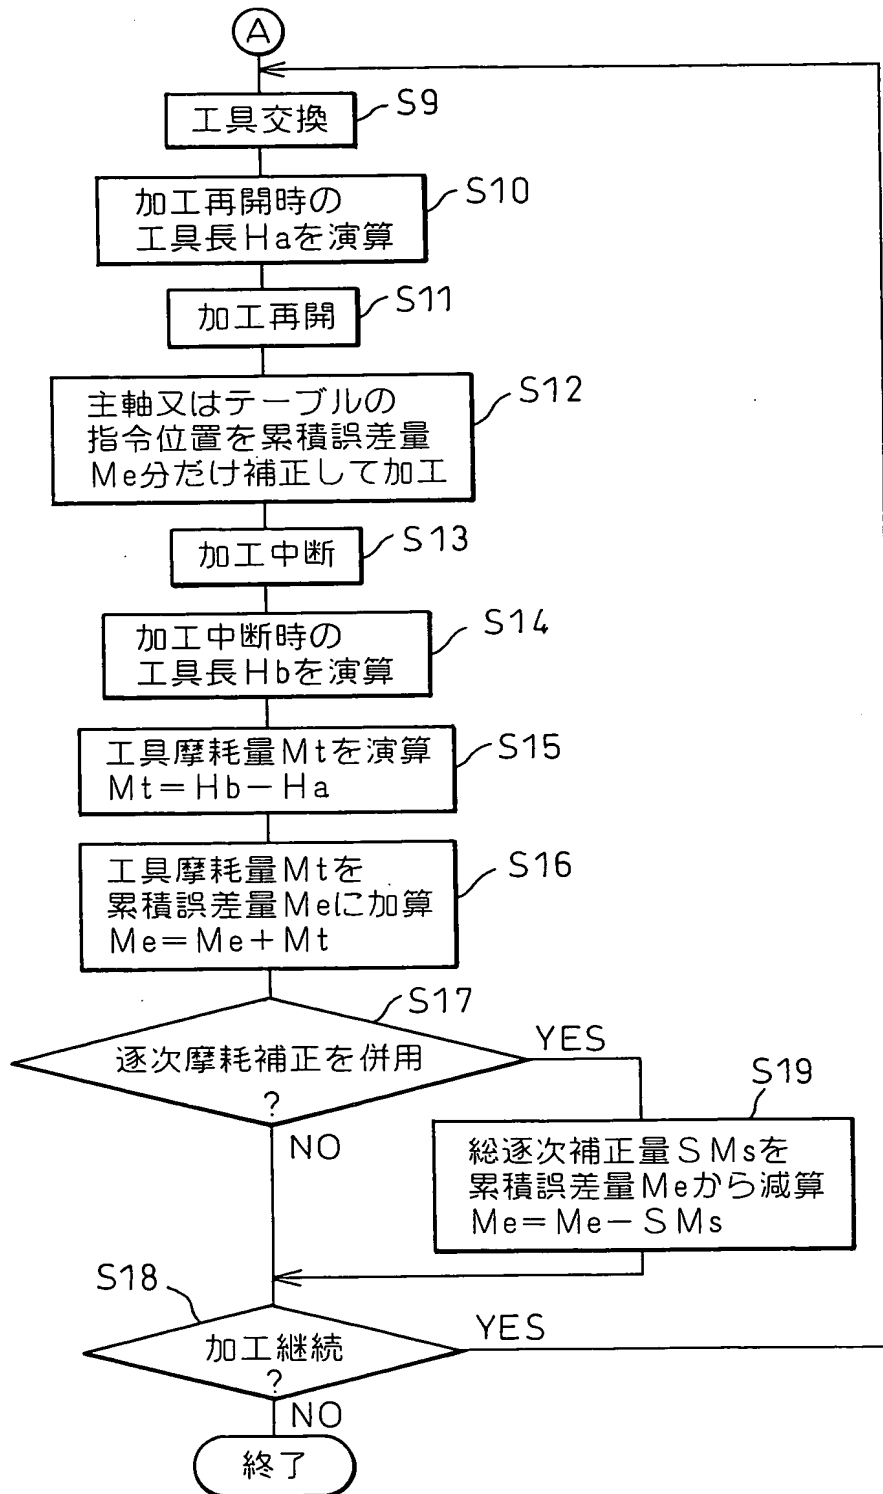 A
工具交換
S9
加工再開時の
工具長Haを演算
S10
加工再開
S11
主軸又はテーブルの
指令位置を累積誤差量
Me分だけ補正して加工
S12
加工中断
S13
加工中断時の
工具長Hbを演算
S14
工具摩耗量Mtを演算
Mt=Hb-Ha
S15
工具摩耗量Mtを
累積誤差量Meに加算
Me=Me+Mt
S16
逐次摩耗補正を併用
?
S17
YES
NO
総逐次補正量SMsを
累積誤差量Meから減算
Me=Me-SMs
S19
加工継続
?
S18
YES
NO
終了